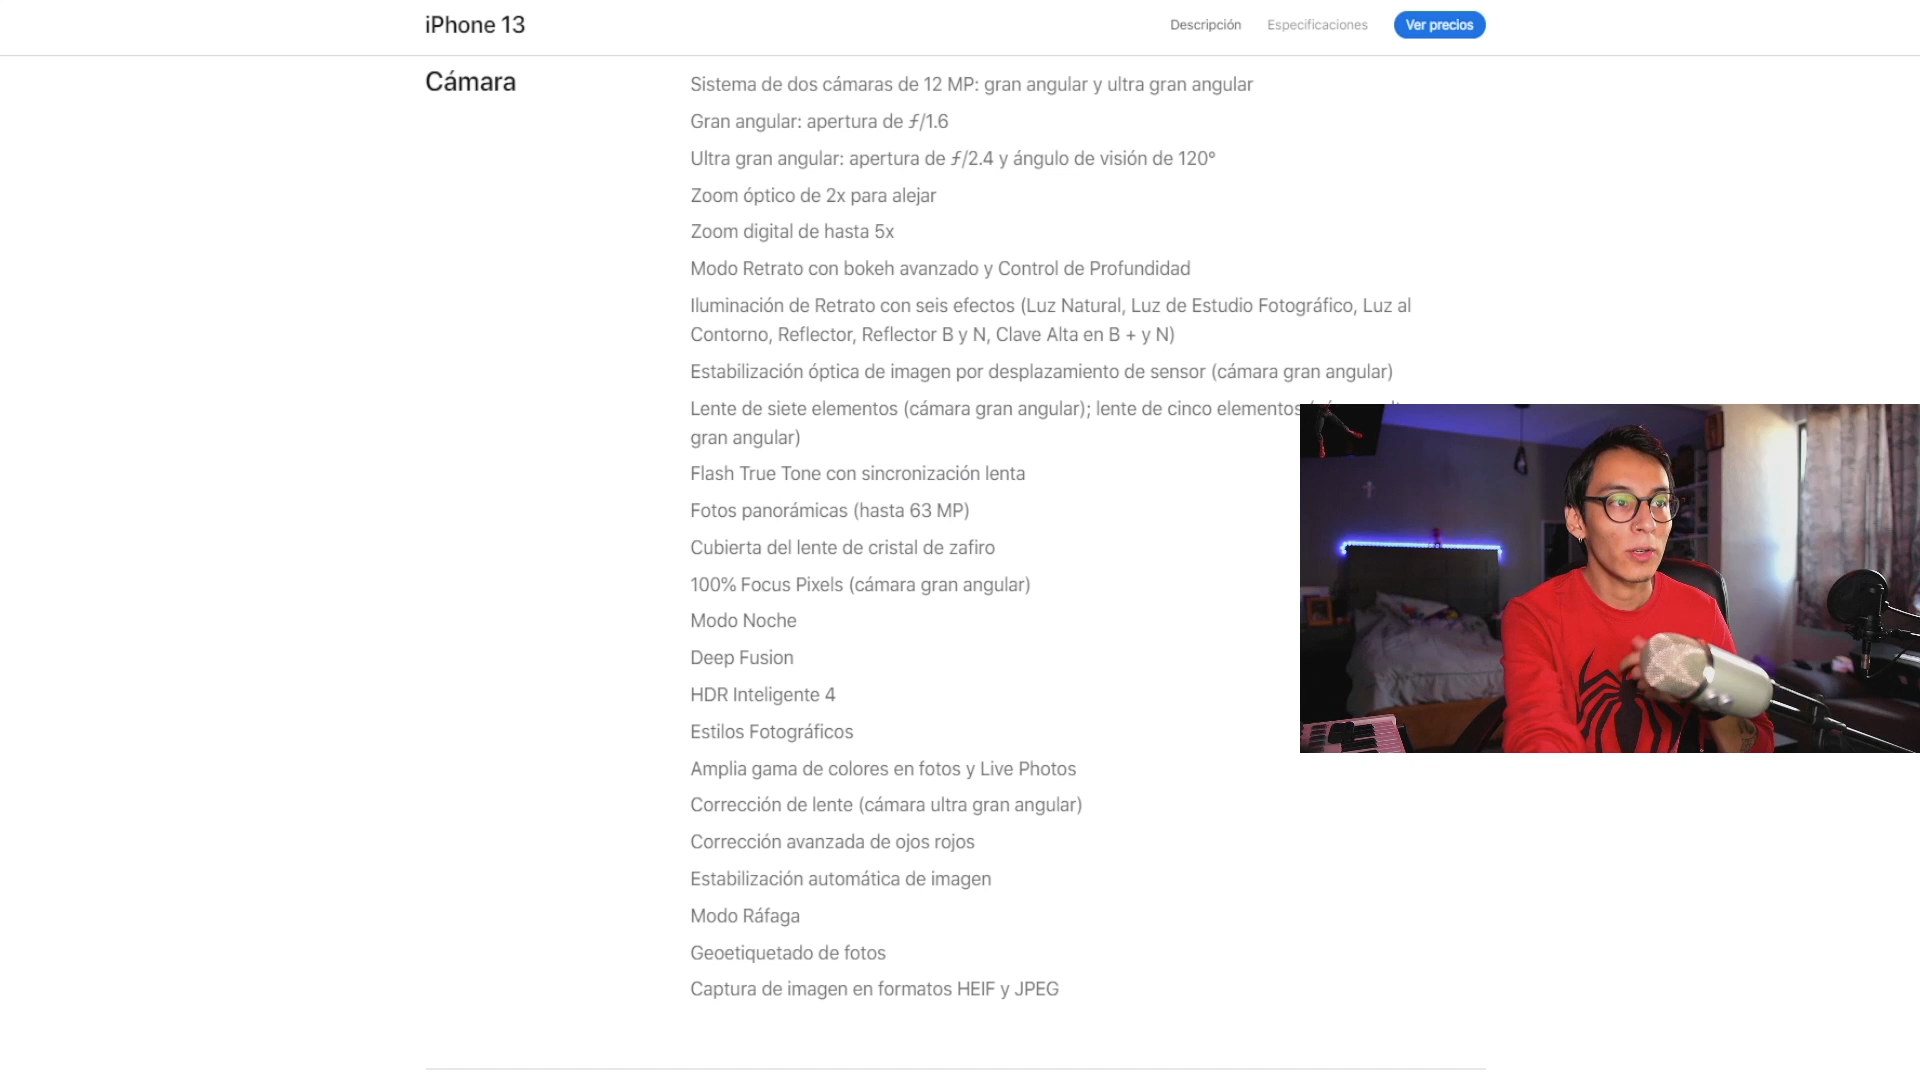 iPhone 13
Descripción
Especificaciones
Ver precios
Cámara
Sistema de dos cámaras de 12 MP: gran angular y ultra gran angular
Gran angular: apertura de ƒ/1.6
Ultra gran angular: apertura de ƒ/2.4 y ángulo de visión de 120°
Zoom óptico de 2x para alejar
Zoom digital de hasta 5x
Modo Retrato con bokeh avanzado y Control de Profundidad
Iluminación de Retrato con seis efectos (Luz Natural, Luz de Estudio Fotográfico, Luz al
Contorno, Reflector, Reflector B y N, Clave Alta en B + y N)
Estabilización óptica de imagen por desplazamiento de sensor (cámara gran angular)
Lente de siete elementos (cámara gran angular); lente de cinco elementos
gran angular)
Flash True Tone con sincronización lenta
Fotos panorámicas (hasta 63 MP)
Cubierta del lente de cristal de zafiro
100% Focus Pixels (cámara gran angular)
Modo Noche
Deep Fusion
HDR Inteligente 4
Estilos Fotográficos
Amplia gama de colores en fotos y Live Photos
Corrección de lente (cámara ultra gran angular)
Corrección avanzada de ojos rojos
Estabilización automática de imagen
Modo Ráfaga
Geoetiquetado de fotos
Captura de imagen en formatos HEIF y JPEG